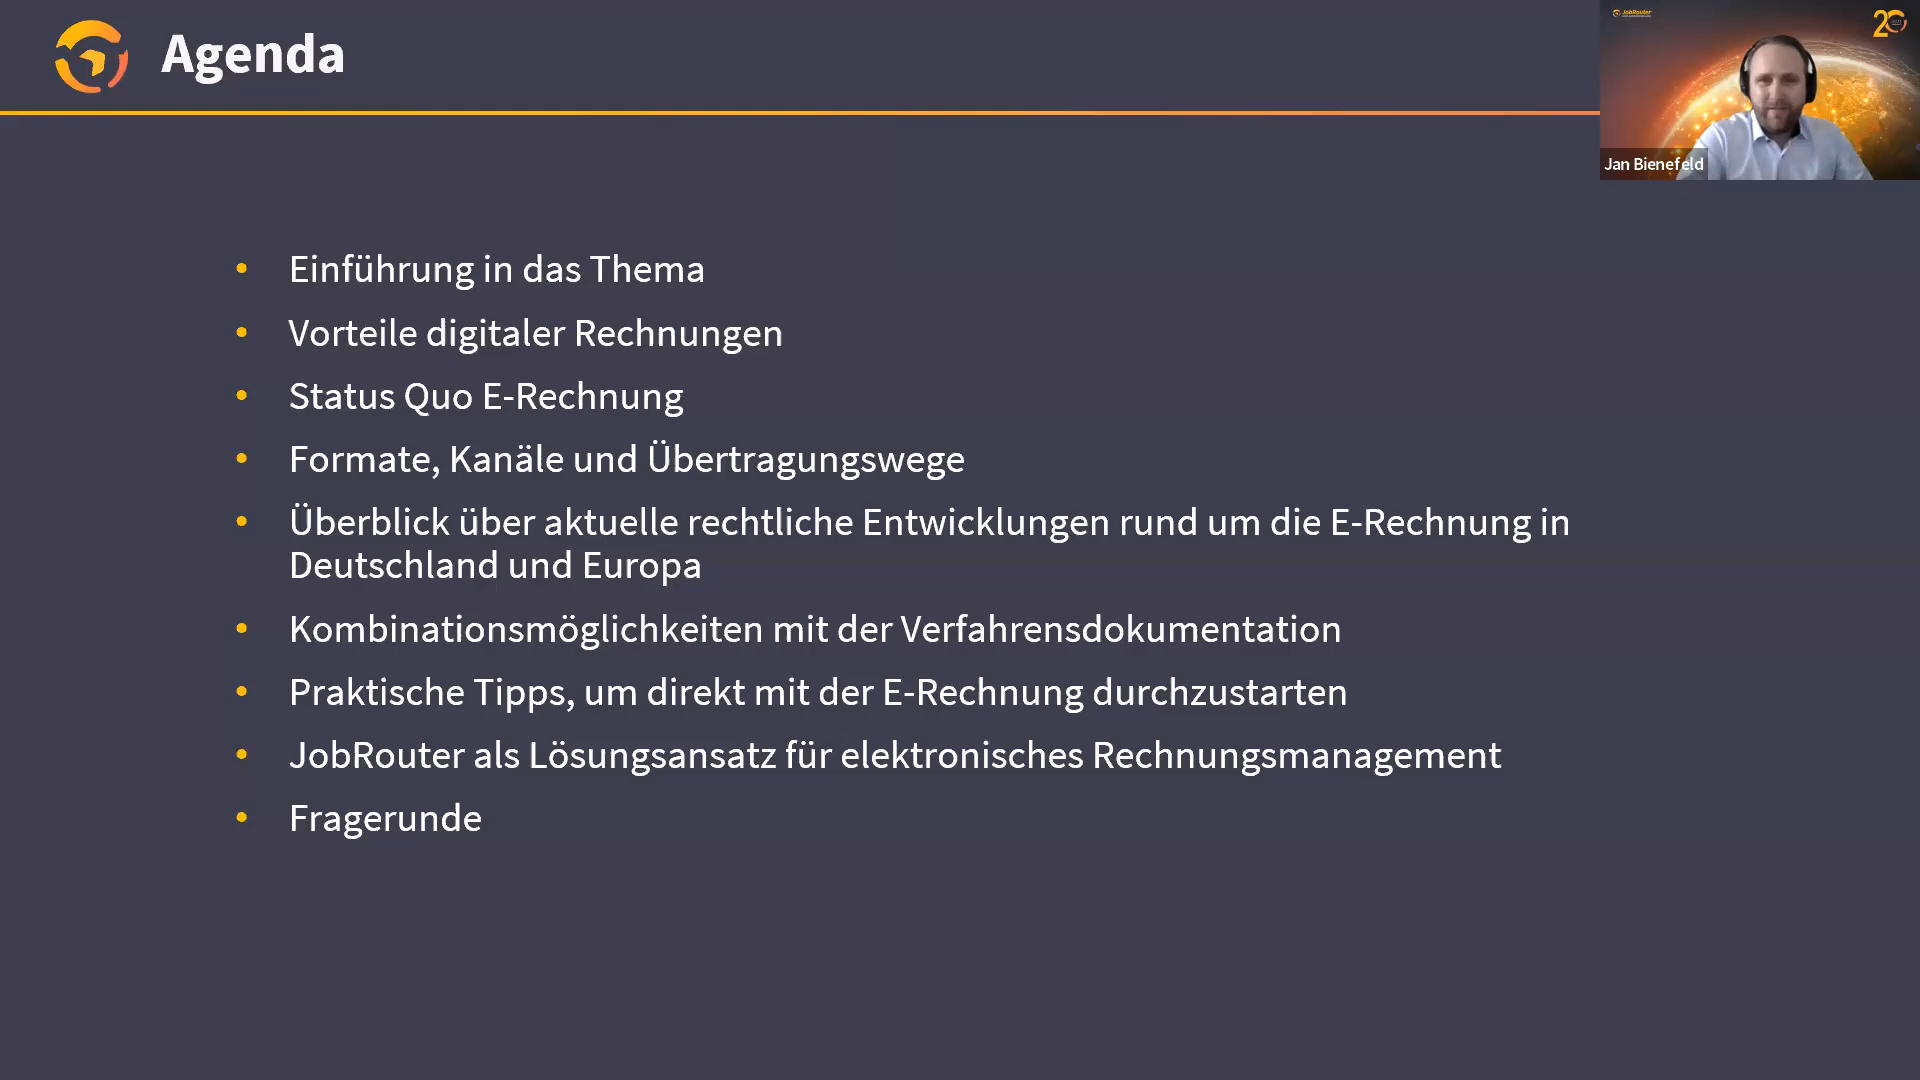 Agenda
JobRouter
20
Jan Bienefeld
• Einführung in das Thema
• Vorteile digitaler Rechnungen
• Status Quo E-Rechnung
• Formate, Kanäle und Übertragungswege
• Überblick über aktuelle rechtliche Entwicklungen rund um die E-Rechnung in
Deutschland und Europa
• Kombinationsmöglichkeiten mit der Verfahrensdokumentation
• Praktische Tipps, um direkt mit der E-Rechnung durchzustarten
• JobRouter als Lösungsansatz für elektronisches Rechnungsmanagement
• Fragerunde